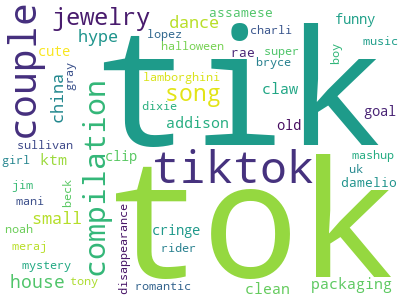 couple
jewelry
hype
dance
assamese
lopez
charli
funny
tik
cute
gray
china
halloween
rae
super
bryce
boy
music
lamborghini
song
claw
dixie
addison
old
goal
compilation
sullivan
girl
ktm
clip
tiktok
mashup
uk
damelio
jim
mani
beck
small
disappearance
tok
noah
meraj
cringe
rider
mystery
house
tony
romantic
clean
packaging